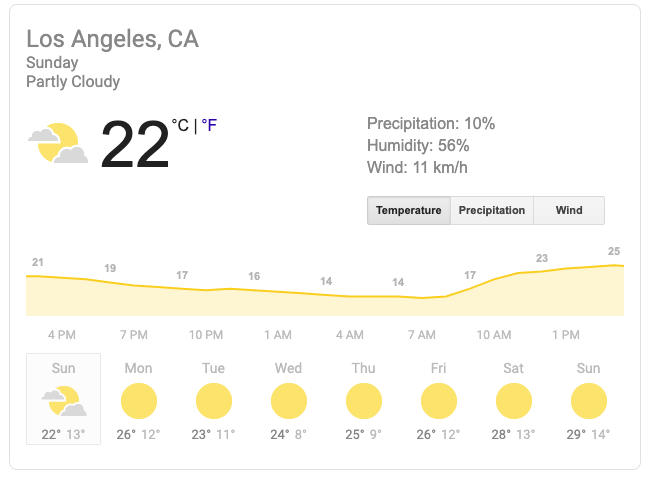 Los Angeles, CA
Sunday
Partly Cloudy
22 °C | °F
Precipitation: 10%
Humidity: 56%
Wind: 11 km/h
Temperature Precipitation Wind
21 19 17 16 14 14 17 23 25
4 PM 7 PM 10 PM 1 AM 4 AM 7 AM 10 AM 1 PM
Sun Mon Tue Wed Thu Fri Sat Sun
22° 13° 26° 12° 23° 11° 24° 8° 25° 9° 26° 12° 28° 13° 29° 14°